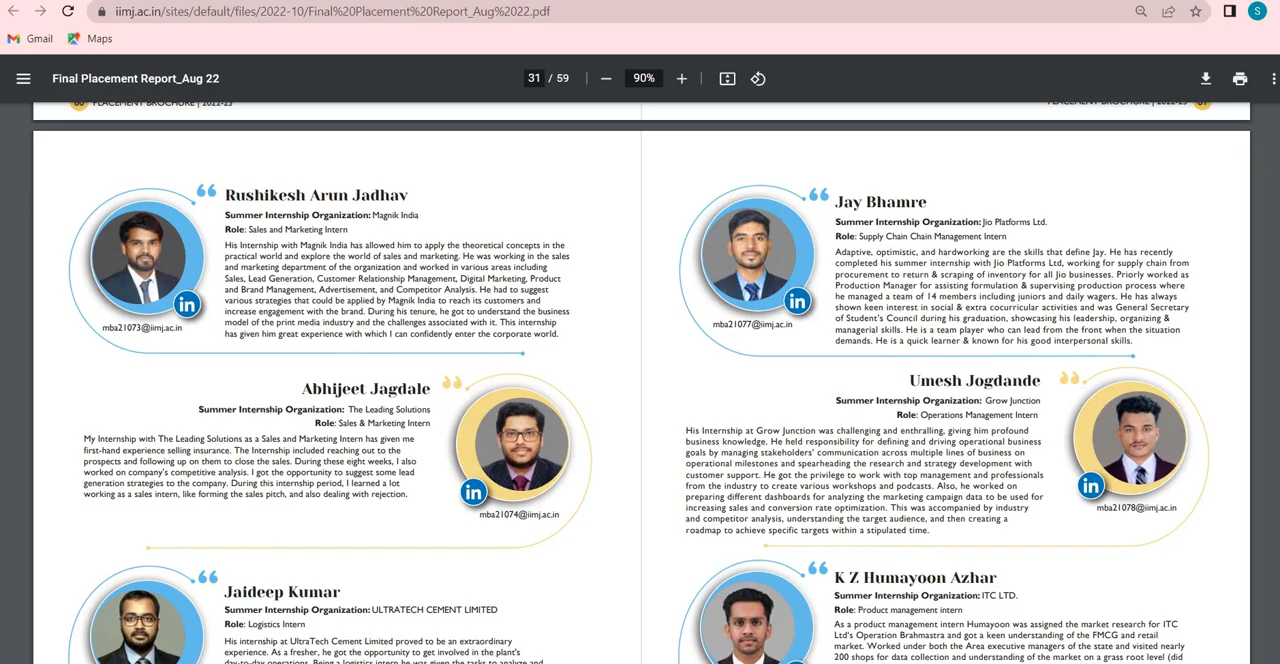 iimj.ac.in/sites/default/files/2022-10/Final%20Placement%20Report_Aug%2022.pdf
S
Gmail
Maps
Final Placement Report_Aug 22
31 / 59
90%
60 PLACEMENT BROCHURE | 2022-23
PLACEMENT BROCHURE | 2022-23 61
Rushikesh Arun Jadhav
Summer Internship Organization: Magnik India
Role: Sales and Marketing Intern
His Internship with Magnik India has allowed him to apply the theoretical concepts in the
practical world and explore the world of sales and marketing. He was working in the sales
and marketing department of the organization and worked in various areas including
Sales, Lead Generation, Customer Relationship Management, Digital Marketing, Product
and Brand Management, Advertisement, and Competitor Analysis. He had to suggest
various strategies that could be applied by Magnik India to reach its customers and
increase engagement with the brand. During his tenure, he got to understand the business
model of the print media industry and the challenges associated with it. This internship
has given him great experience with which I can confidently enter the corporate world.
in
mba21073@iimj.ac.in
Abhijeet Jagdale
Summer Internship Organization: The Leading Solutions
Role: Sales & Marketing Intern
My Internship with The Leading Solutions as a Sales and Marketing Intern has given me
first-hand experience selling insurance. The Internship included reaching out to the
prospects and following up on them to close the sales. During these eight weeks, I also
worked on company's competitive analysis. I got the opportunity to suggest some lead
generation strategies to the company. During this internship period, I learned a lot
working as a sales intern, like forming the sales pitch, and also dealing with rejection.
in
mba21074@iimj.ac.in
Jaideep Kumar
Summer Internship Organization: ULTRATECH CEMENT LIMITED
Role: Logistics Intern
His internship at UltraTech Cement Limited proved to be an extraordinary
experience. As a fresher, he got the opportunity to get involved in the plant's
day-to-day operations. Being a logistics intern he was given the tasks to analyze and
Jay Bhamre
Summer Internship Organization: Jio Platforms Ltd.
Role: Supply Chain Chain Management Intern
Adaptive, optimistic, and hardworking are the skills that define Jay. He has recently
completed his summer internship with Jio Platforms Ltd, working for supply chain from
procurement to return & scraping of inventory for all Jio businesses. Priorly worked as
Production Manager for assisting formulation & supervising production process where
he managed a team of 14 members including juniors and daily wagers. He has always
shown keen interest in social & extra cocurricular activities and was General Secretary
of Student's Council during his graduation, showcasing his leadership, organizing &
managerial skills. He is a team player who can lead from the front when the situation
demands. He is a quick learner & known for his good interpersonal skills.
in
mba21077@iimj.ac.in
Umesh Jogdande
Summer Internship Organization: Grow Junction
Role: Operations Management Intern
His Internship at Grow Junction was challenging and enthralling, giving him profound
business knowledge. He held responsibility for defining and driving operational business
goals by managing stakeholders' communication across multiple lines of business on
operational milestones and spearheading the research and strategy development with
customer support. He got the privilege to work with top management and professionals
from the industry to create various workshops and podcasts. Also, he worked on
preparing different dashboards for analyzing the marketing campaign data to be used for
increasing sales and conversion rate optimization. This was accompanied by industry
and competitor analysis, understanding the target audience, and then creating a
roadmap to achieve specific targets within a stipulated time.
in
mba21078@iimj.ac.in
K Z Humayoon Azhar
Summer Internship Organization: ITC LTD.
Role: Product management intern
As a product management intern Humayoon was assigned the market research for ITC
Ltd's Operation Brahmastra and got a keen understanding of the FMCG and retail
market. Worked under both the Area executive managers of the state and visited nearly
200 shops for data collection and understanding of the market on a grass root level (did